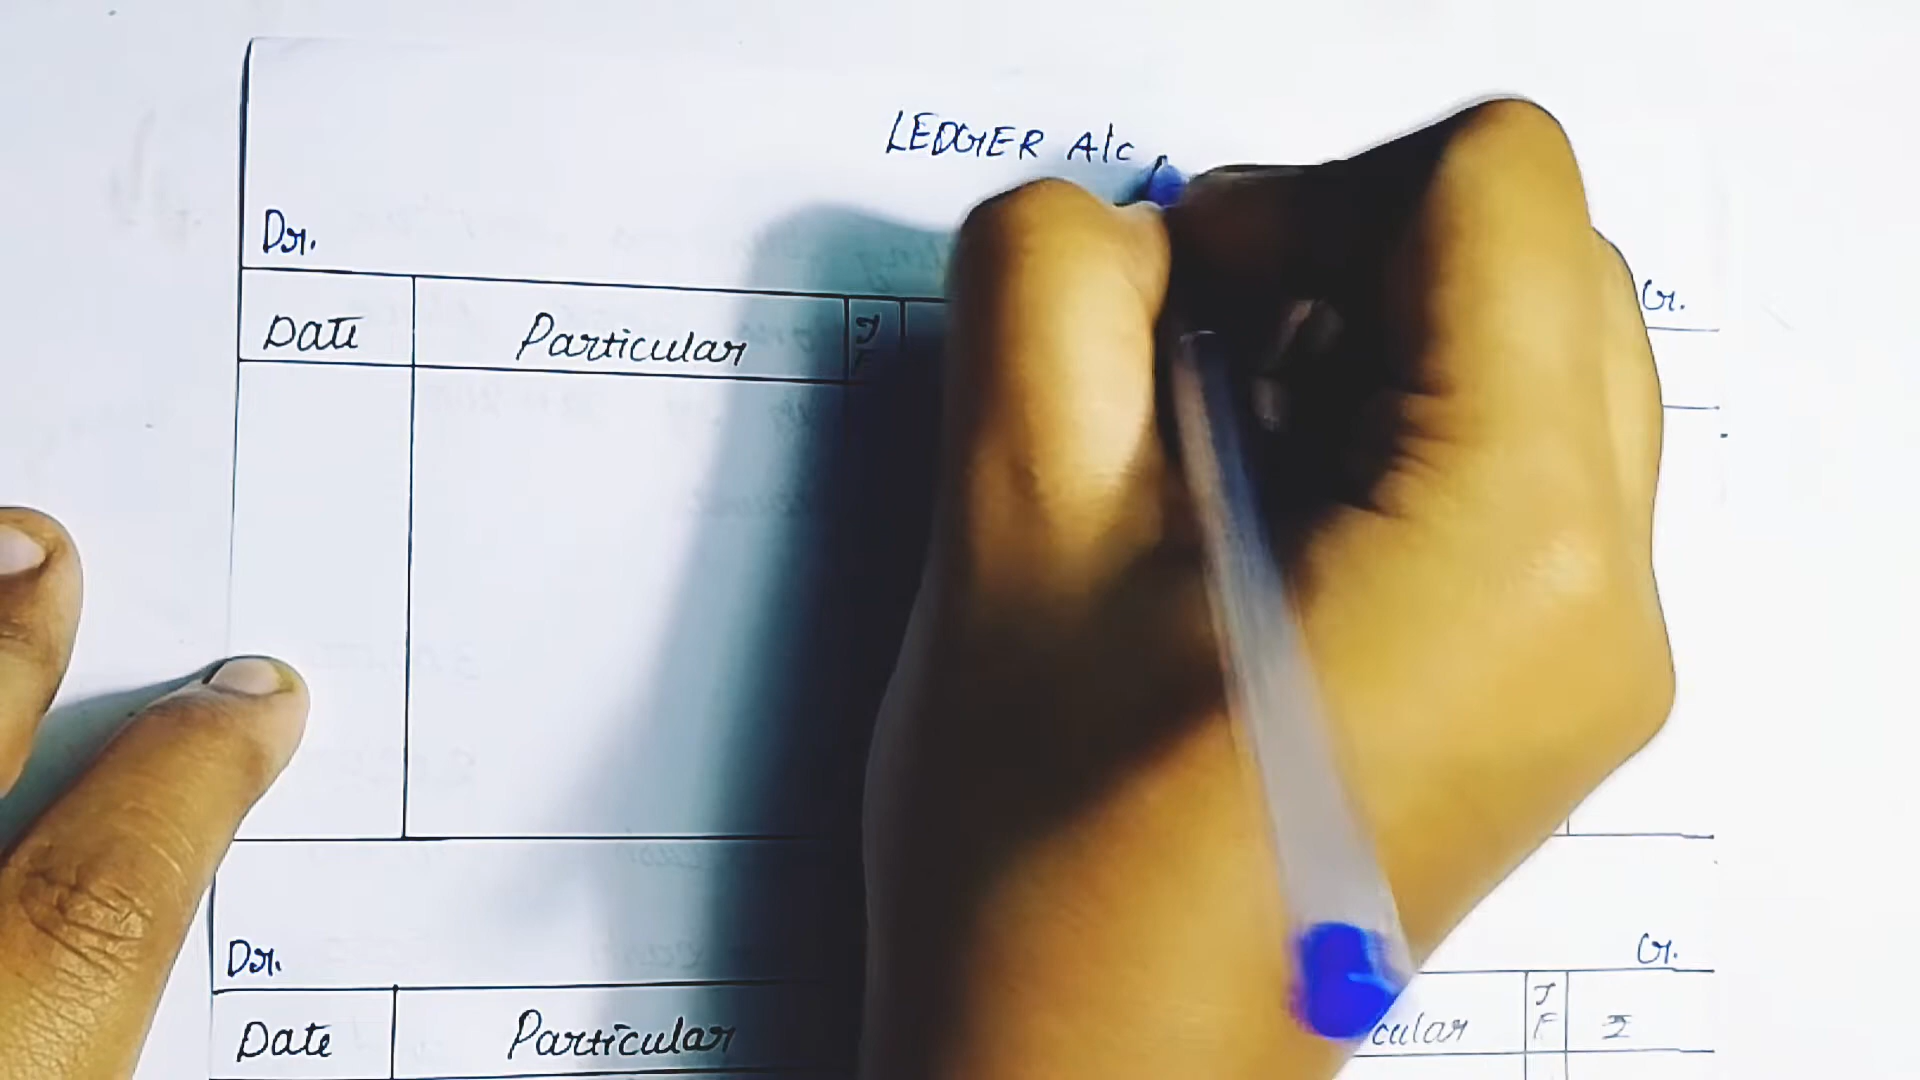 LEDGER A/c
Dr. Cr.
Date Particular J
F
Dr. Cr.
Date Particular cular J
F ₹